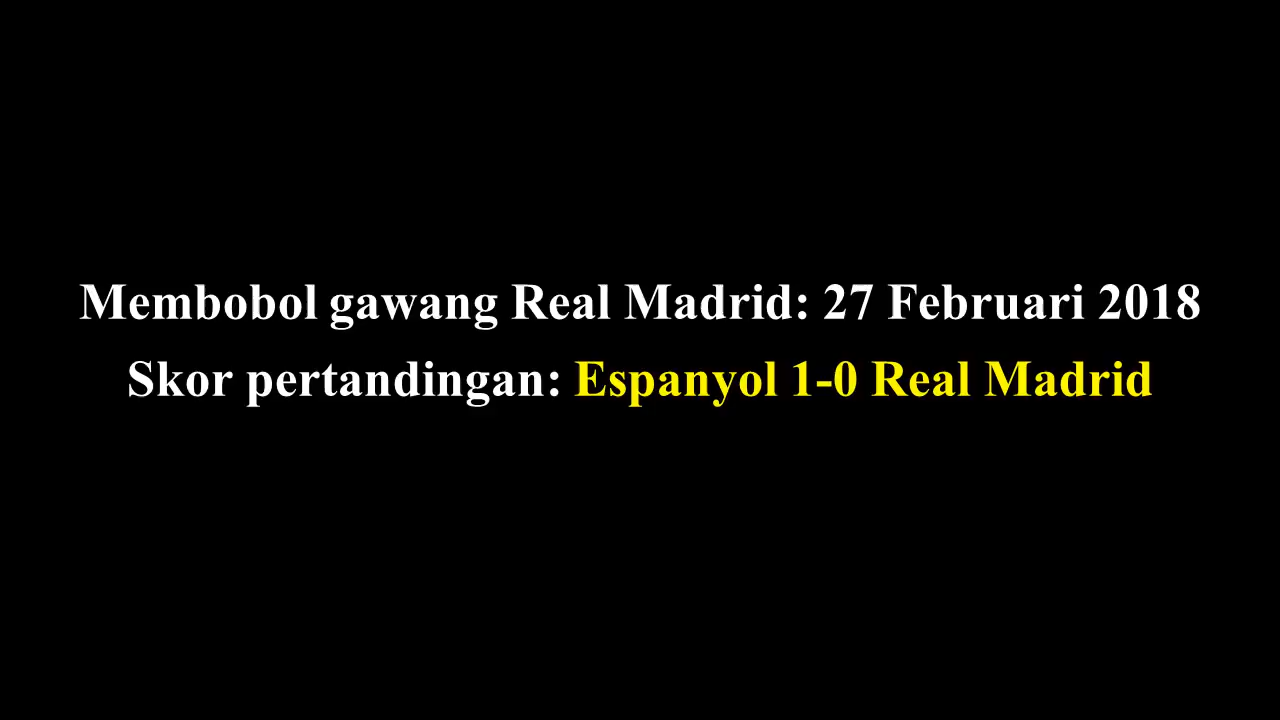 Membobol gawang Real Madrid: 27 Februari 2018
Skor pertandingan: Espanyol 1-0 Real Madrid